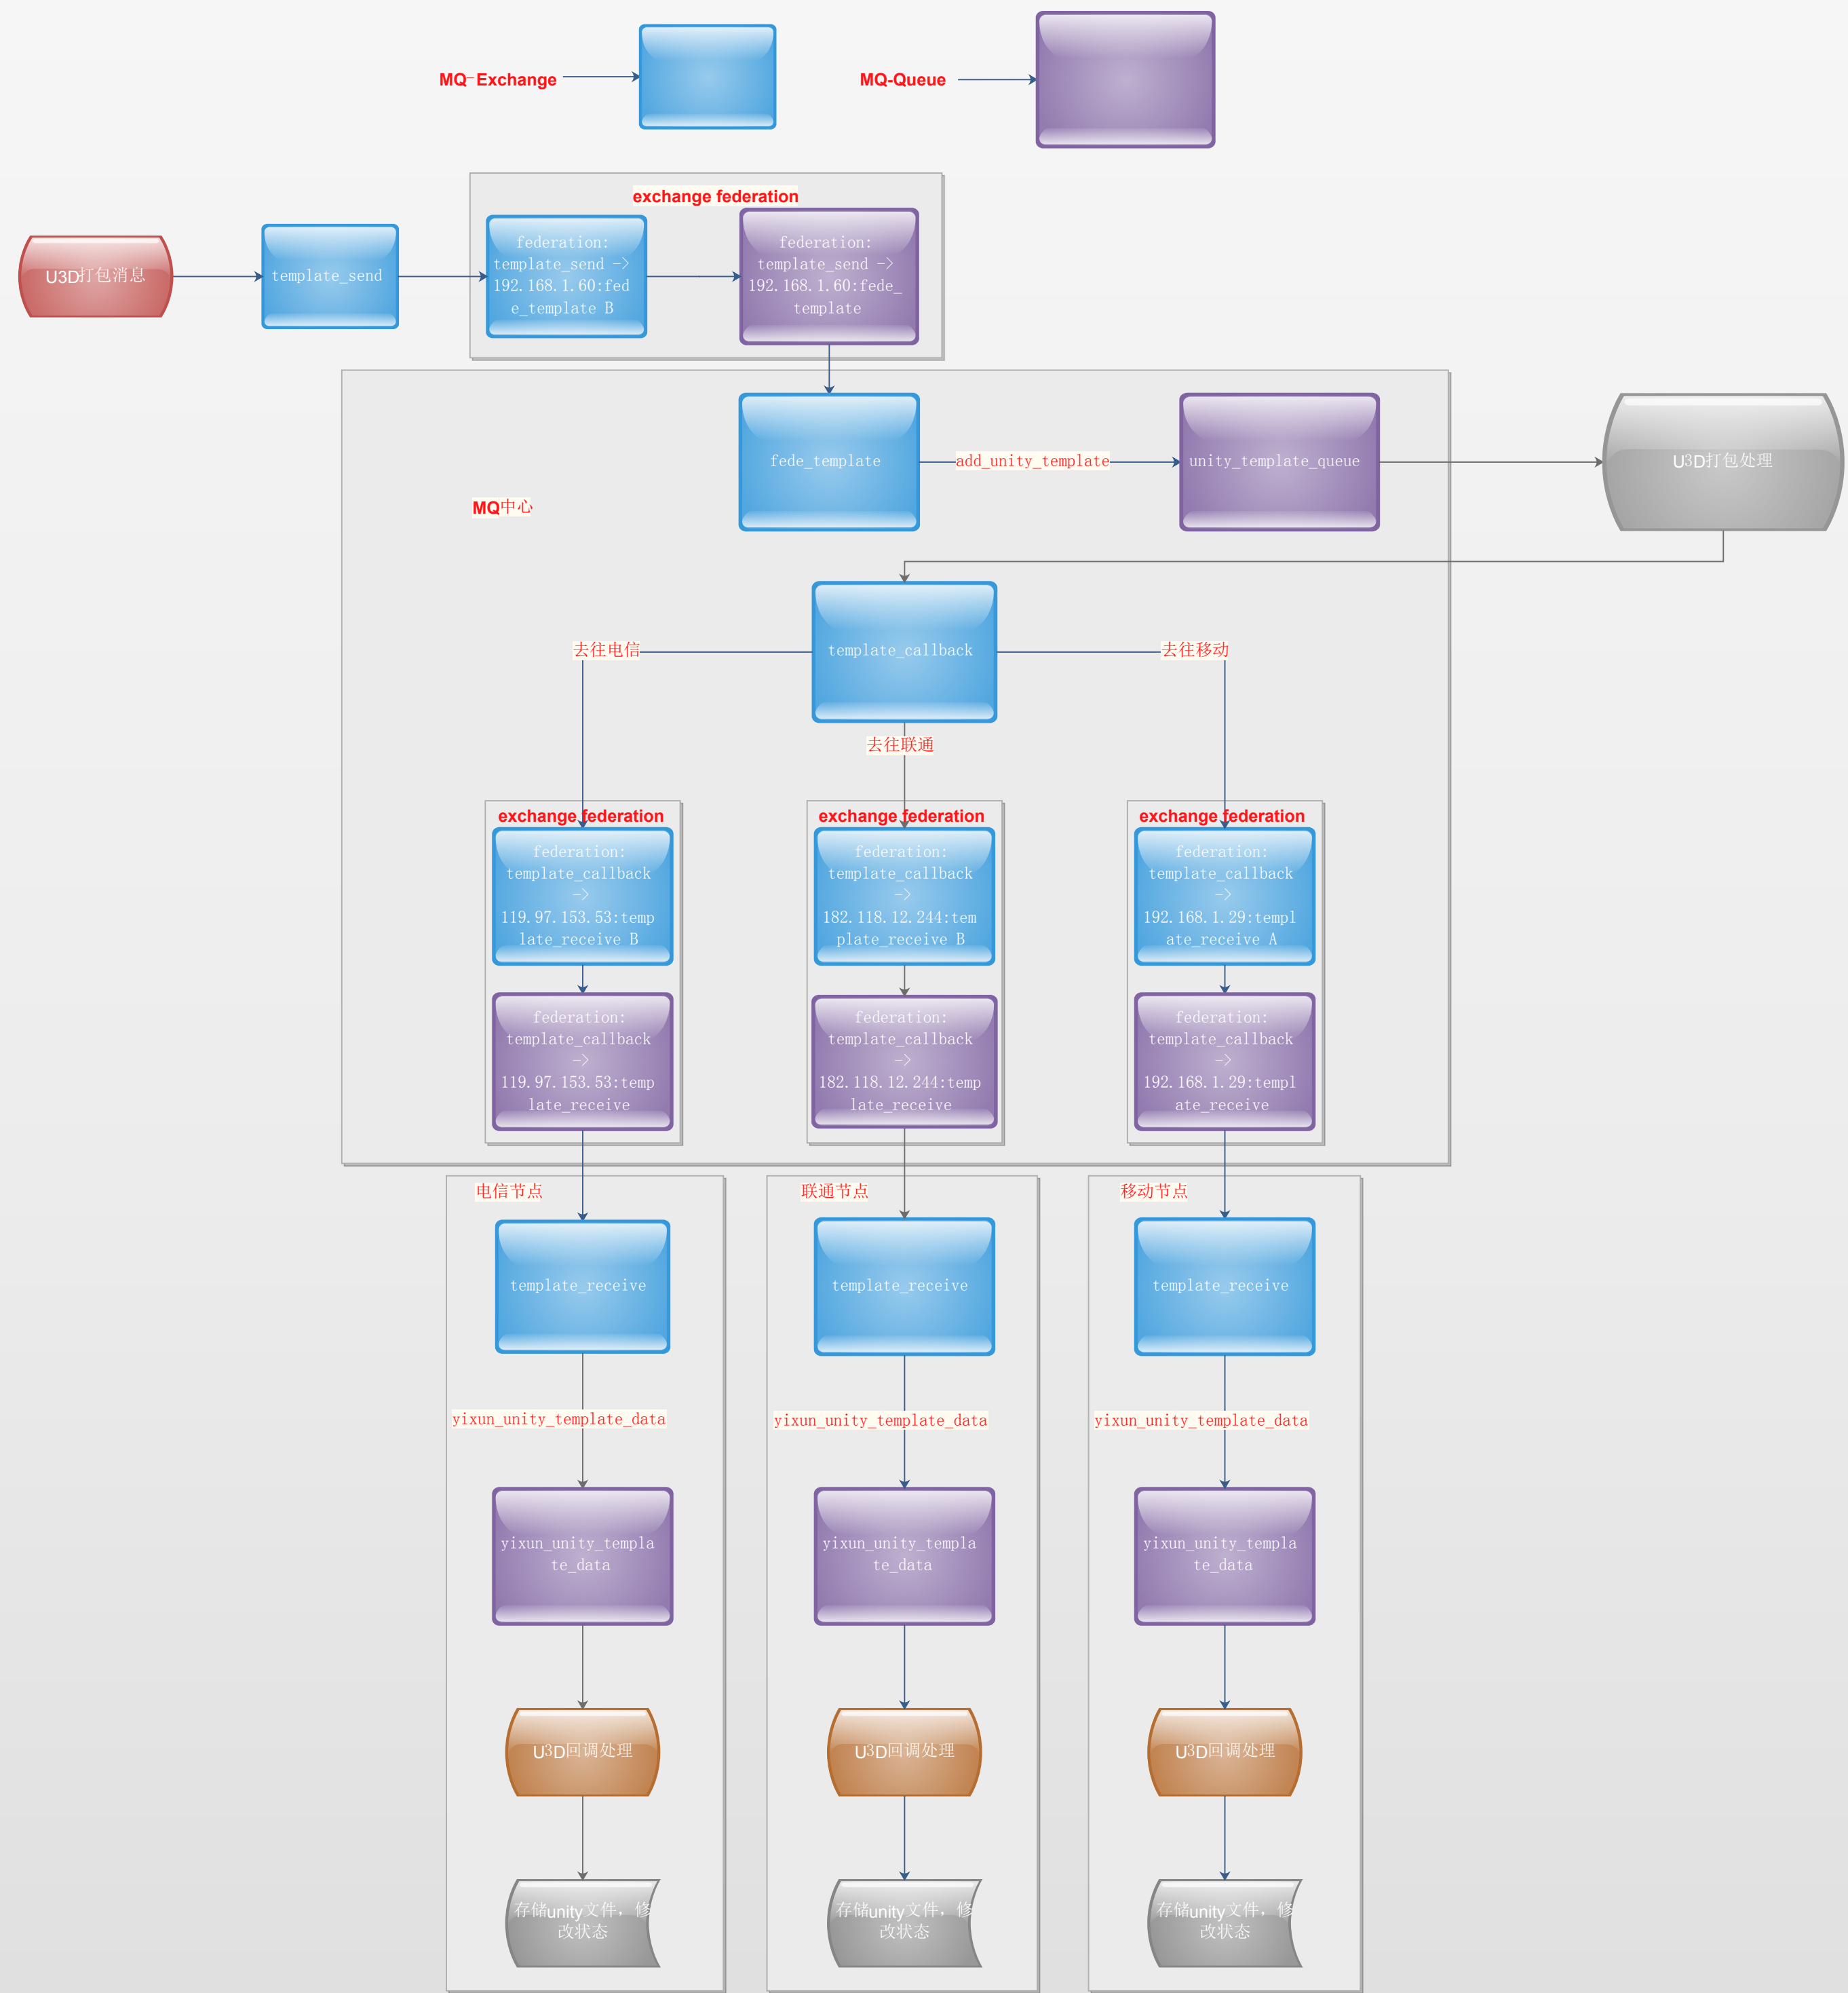 MQ-Exchange
MQ-Queue
exchange federation
U3D打包消息
template_send
federation:
template_send ->
192.168.1.60:fed
e_template B
federation:
template_send ->
192.168.1.60:fede_
template
fede_template
add_unity_template
unity_template_queue
U3D打包处理
MQ中心
template_callback
去往电信
去往移动
去往联通
exchange federation
federation:
template_callback
->
119.97.153.53:temp
late_receive B
federation:
template_callback
->
119.97.153.53:temp
late_receive
exchange federation
federation:
template_callback
->
182.118.12.244:tem
plate_receive B
federation:
template_callback
->
182.118.12.244:temp
late_receive
exchange federation
federation:
template_callback
->
192.168.1.29:templ
ate_receive A
federation:
template_callback
->
192.168.1.29:templ
ate_receive
电信节点
template_receive
yixun_unity_template_data
yixun_unity_templa
te_data
U3D回调处理
存储unity文件，修
改状态
联通节点
template_receive
yixun_unity_template_data
yixun_unity_templa
te_data
U3D回调处理
存储unity文件，修
改状态
移动节点
template_receive
yixun_unity_template_data
yixun_unity_templa
te_data
U3D回调处理
存储unity文件，修
改状态